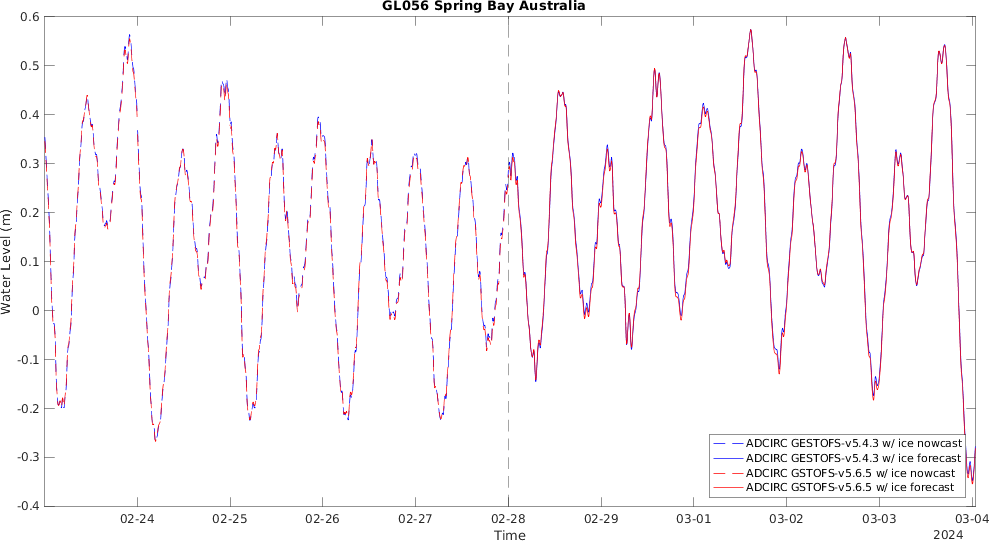 GL056 Spring Bay Australia
0.6
0.5
0.4
0.3
0.2
0.1
0
-0.1
-0.2
-0.3
-0.4
Water Level (m)
ADCIRC GESTOFS-v5.4.3 w/ ice nowcast
ADCIRC GESTOFS-v5.4.3 w/ ice forecast
ADCIRC GSTOFS-v5.6.5 w/ ice nowcast
ADCIRC GSTOFS-v5.6.5 w/ ice forecast
02-24 02-25 02-26 02-27 02-28 02-29 03-01 03-02 03-03 03-04
Time
2024